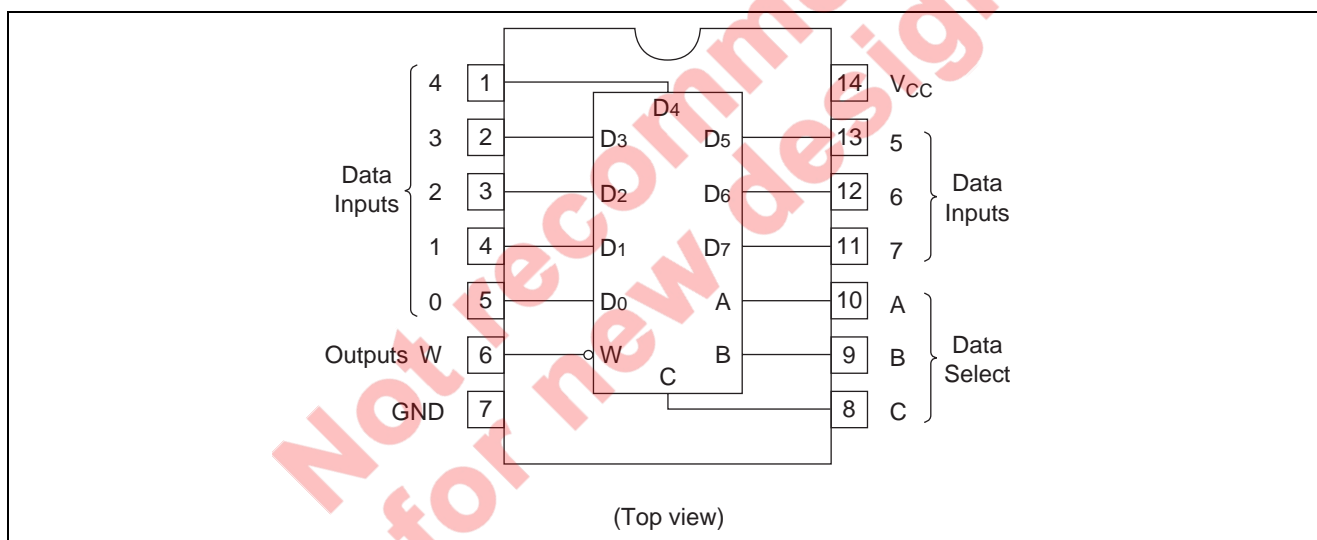 4 1 D4 14 VCC
3 2 D3 D5 13 5
Data Inputs
2 3 D2 D6 12 6
Data Inputs
1 4 D1 D7 11 7
0 5 D0 A 10 A
Outputs W 6 W B 9 B
Data Select
GND 7 C 8 C
(Top view)
Not recomme
for new design